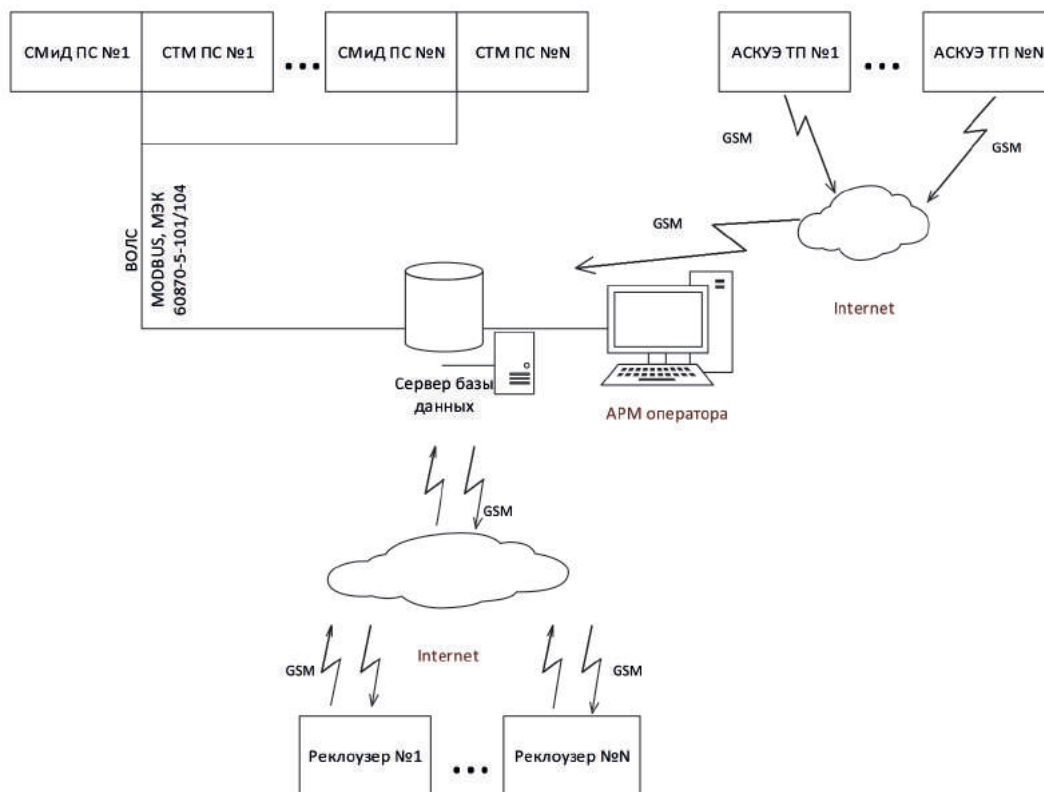 СМиД ПС №1
СТМ ПС №1
...
СМиД ПС №N
СТМ ПС №N
АСКУЭ ТП №1
...
АСКУЭ ТП №N
GSM
GSM
ВОЛС
MODBUS, МЭК
60870-5-101/104
GSM
Internet
Сервер базы
данных
АРМ оператора
GSM
Internet
GSM
GSM
Реклоузер №1
...
Реклоузер №N